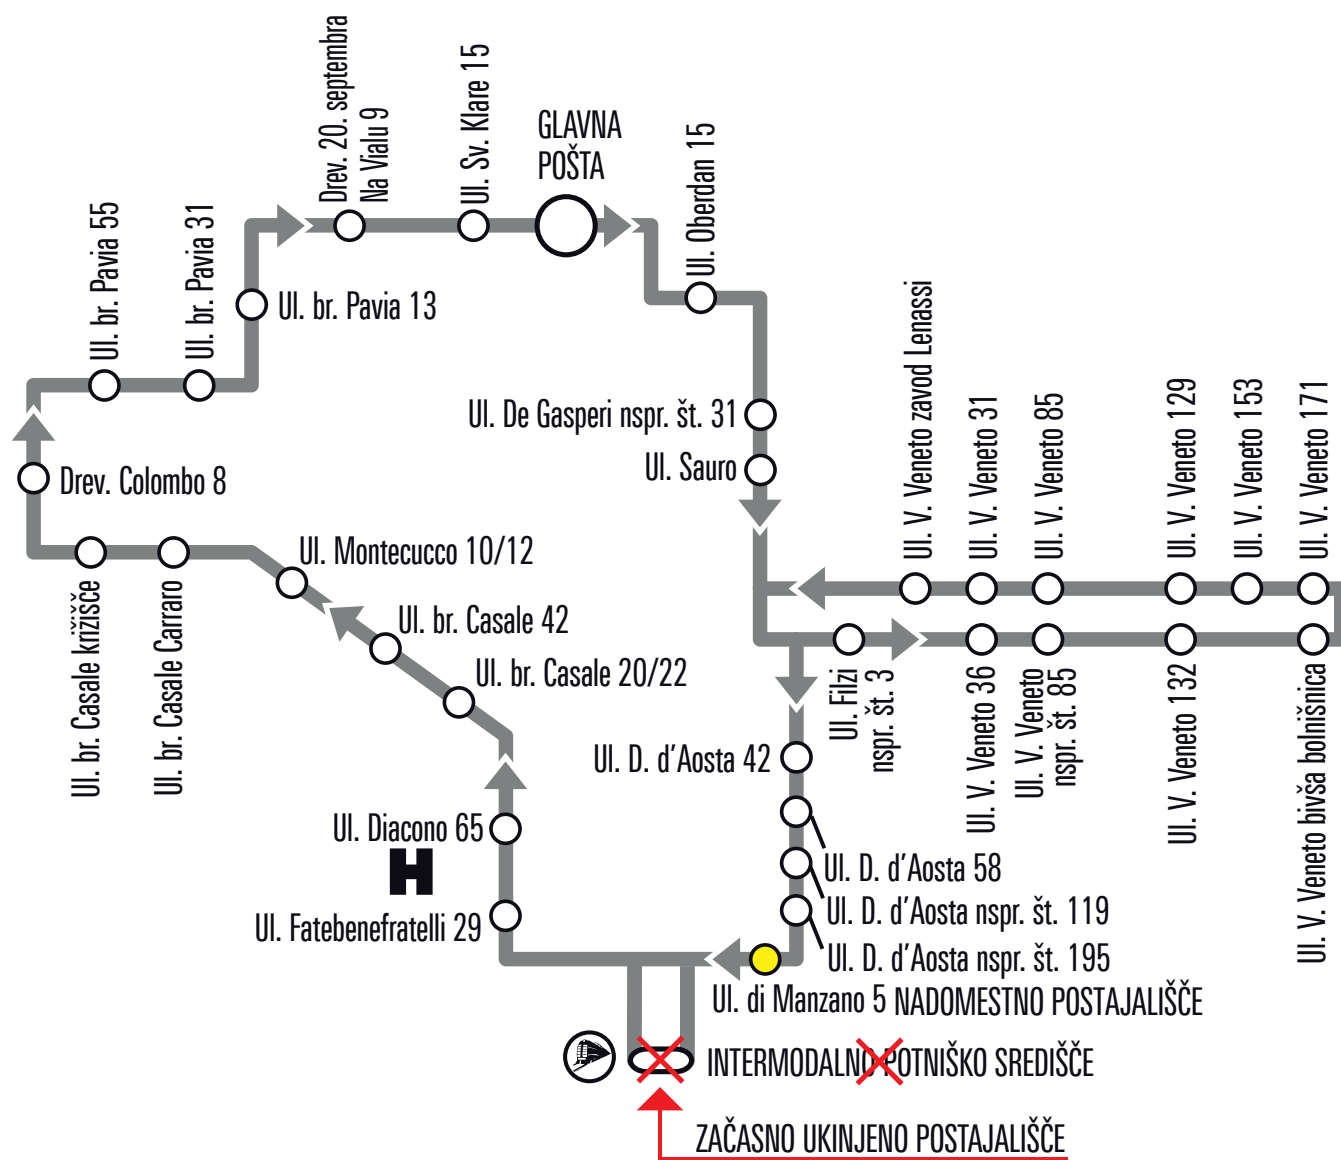 Drev. 20. septembra
Na Vialu 9
Ul. Sv. Klare 15
GLAVNA
POŠTA
Ul. Oberdan 15
Ul. br. Pavia 55
Ul. br. Pavia 31
Ul. br. Pavia 13
Ul. De Gasperi nspr. št. 31
Ul. Sauro
Ul. V. Veneto zavod Lenassi
Ul. V. Veneto 31
Ul. V. Veneto 85
Ul. V. Veneto 129
Ul. V. Veneto 153
Ul. V. Veneto 171
Drev. Colombo 8
Ul. Montecucco 10/12
Ul. br. Casale križišče
Ul. br. Casale Carraro
Ul. br. Casale 42
Ul. br. Casale 20/22
Ul. Filzi
nspr. št. 3
Ul. V. Veneto 36
Ul. V. Veneto
nspr. št. 85
Ul. V. Veneto 132
Ul. V. Veneto bivša bolnišnica
Ul. D. d'Aosta 42
Ul. Diacono 65
H
Ul. D. d'Aosta 58
Ul. D. d'Aosta nspr. št. 119
Ul. Fatebenefratelli 29
Ul. D. d'Aosta nspr. št. 195
Ul. di Manzano 5 NADOMESTNO POSTAJALIŠČE
INTERMODALNO POTNIŠKO SREDIŠČE
ZAČASNO UKINJENO POSTAJALIŠČE